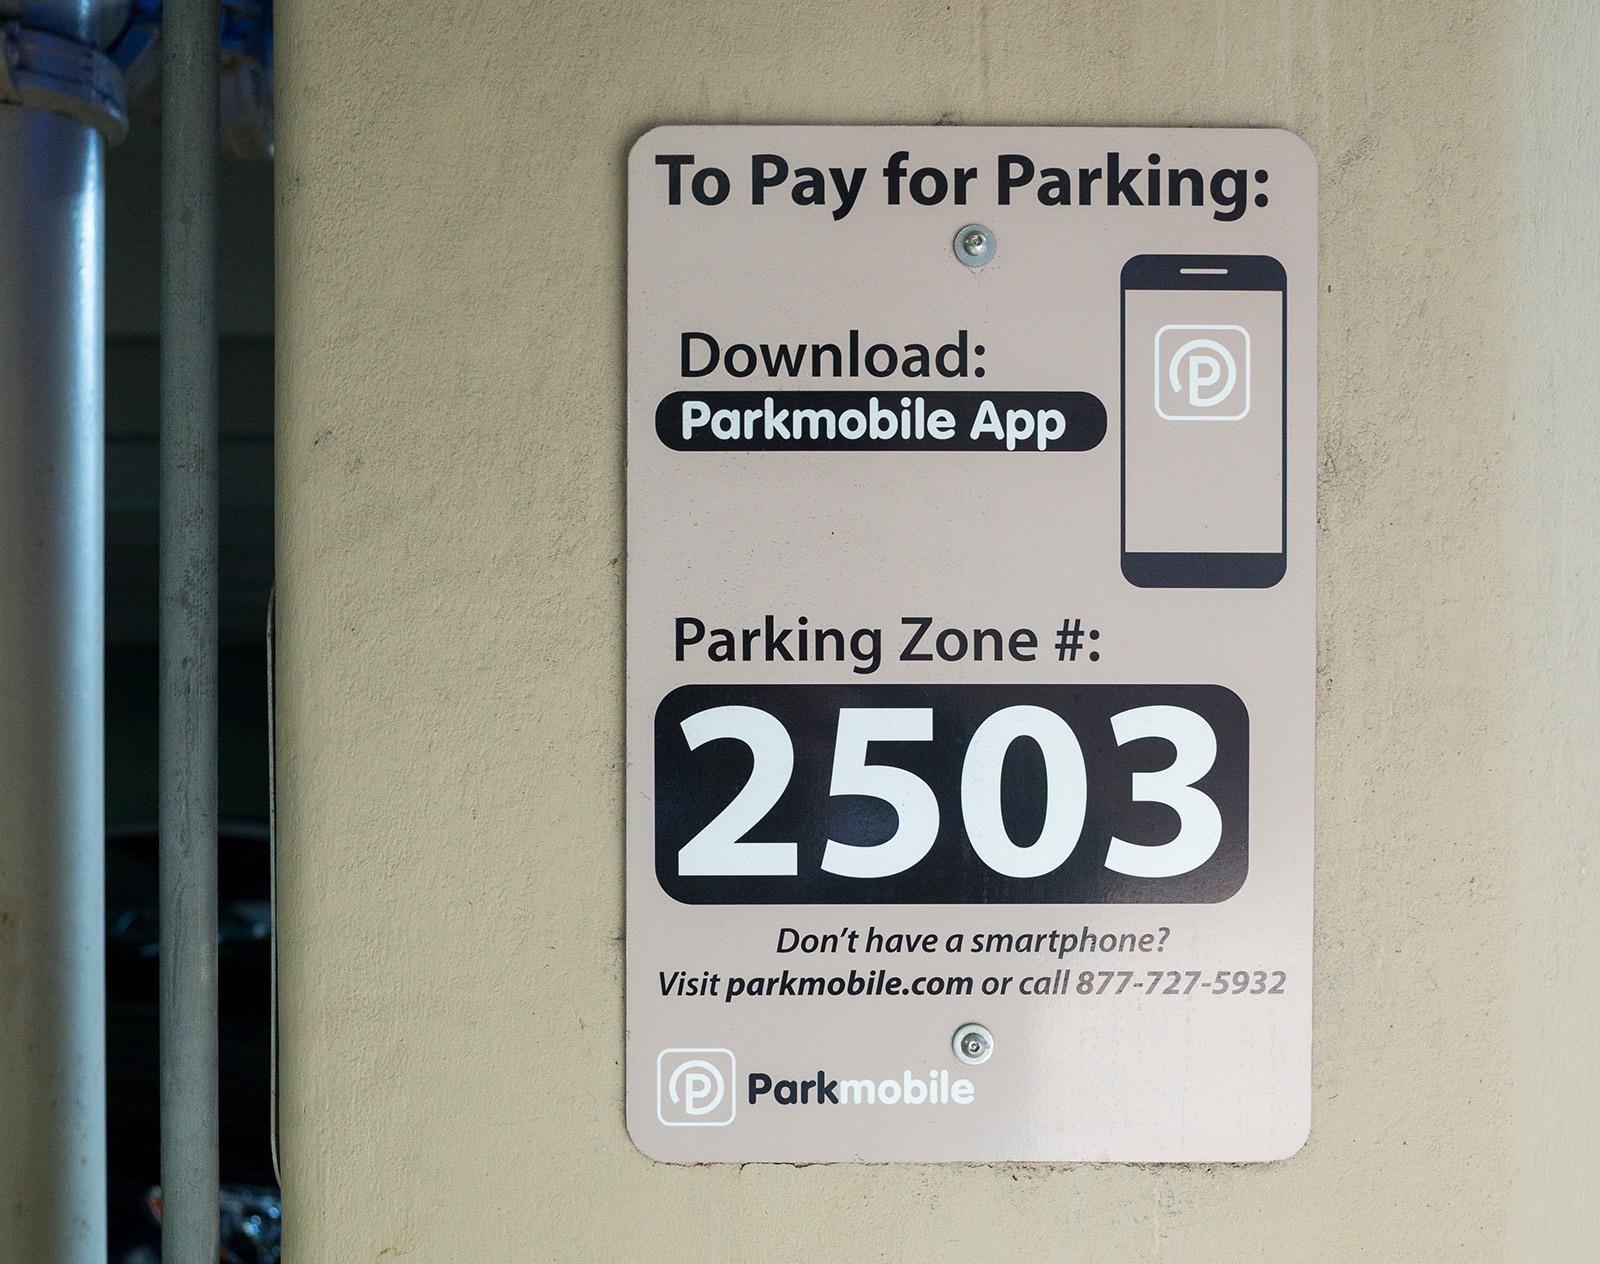 To Pay for Parking:
Download:
Parkmobile App
P
Parking Zone #:
2503
Don't have a smartphone?
Visit parkmobile.com or call 877-727-5932
P Parkmobile